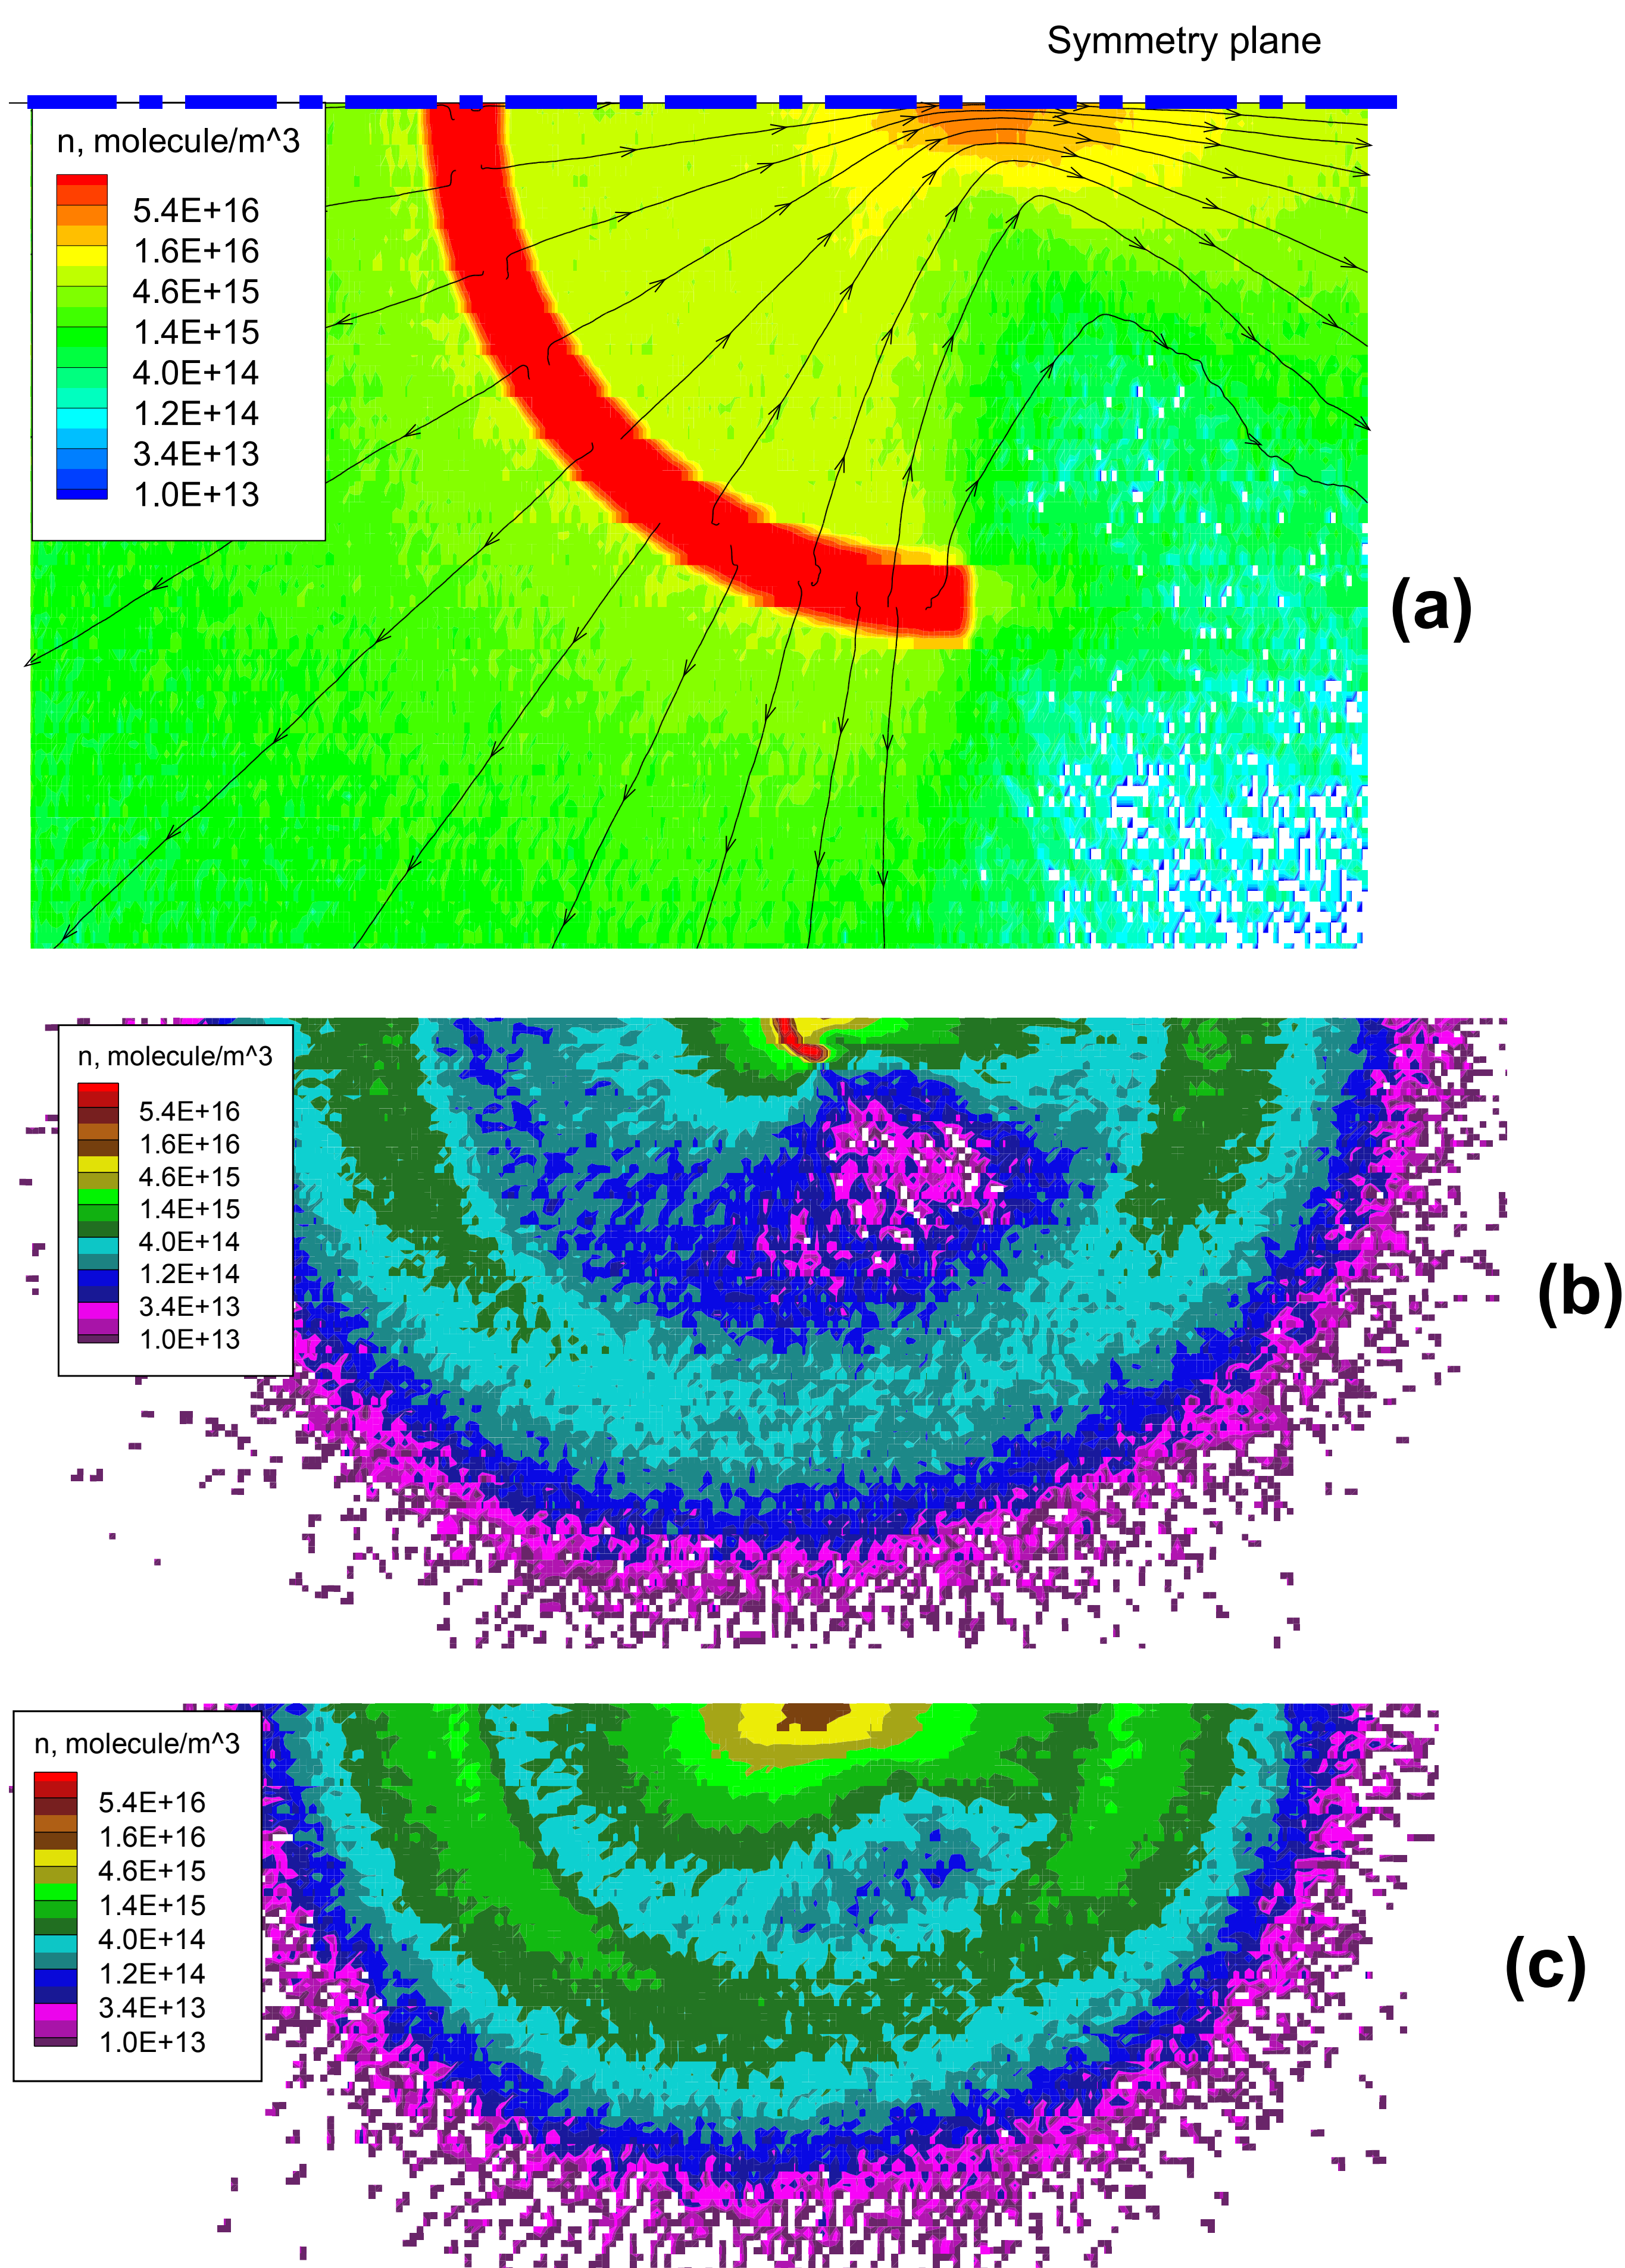 Symmetry plane
n, molecule/m^3
5.4E+16
1.6E+16
4.6E+15
1.4E+15
4.0E+14
1.2E+14
3.4E+13
1.0E+13
(a)
n, molecule/m^3
5.4E+16
1.6E+16
4.6E+15
1.4E+15
4.0E+14
1.2E+14
3.4E+13
1.0E+13
(b)
n, molecule/m^3
5.4E+16
1.6E+16
4.6E+15
1.4E+15
4.0E+14
1.2E+14
3.4E+13
1.0E+13
(c)